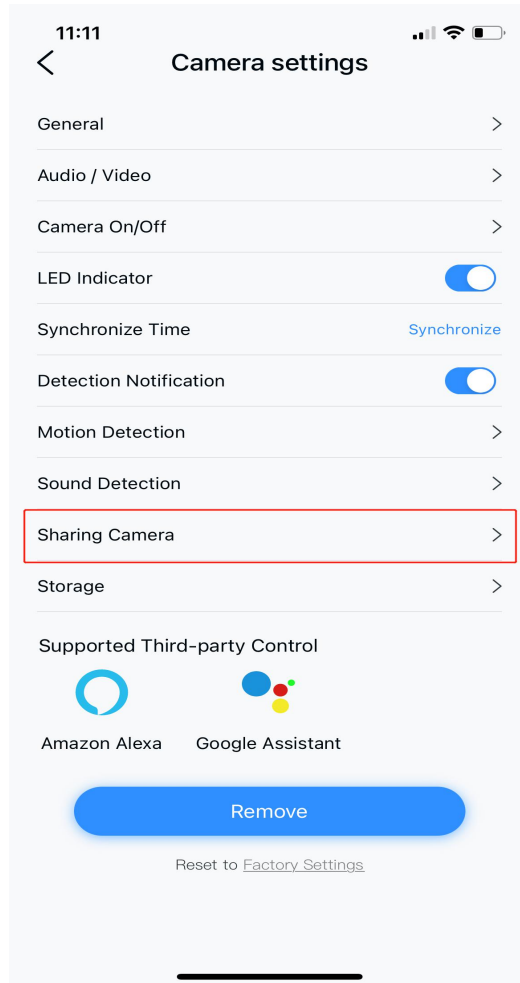 11:11
Camera settings
General
Audio / Video
Camera On/Off
LED Indicator
Synchronize Time Synchronize
Detection Notification
Motion Detection
Sound Detection
Sharing Camera
Storage
Supported Third-party Control
Amazon Alexa Google Assistant
Remove
Reset to Factory Settings